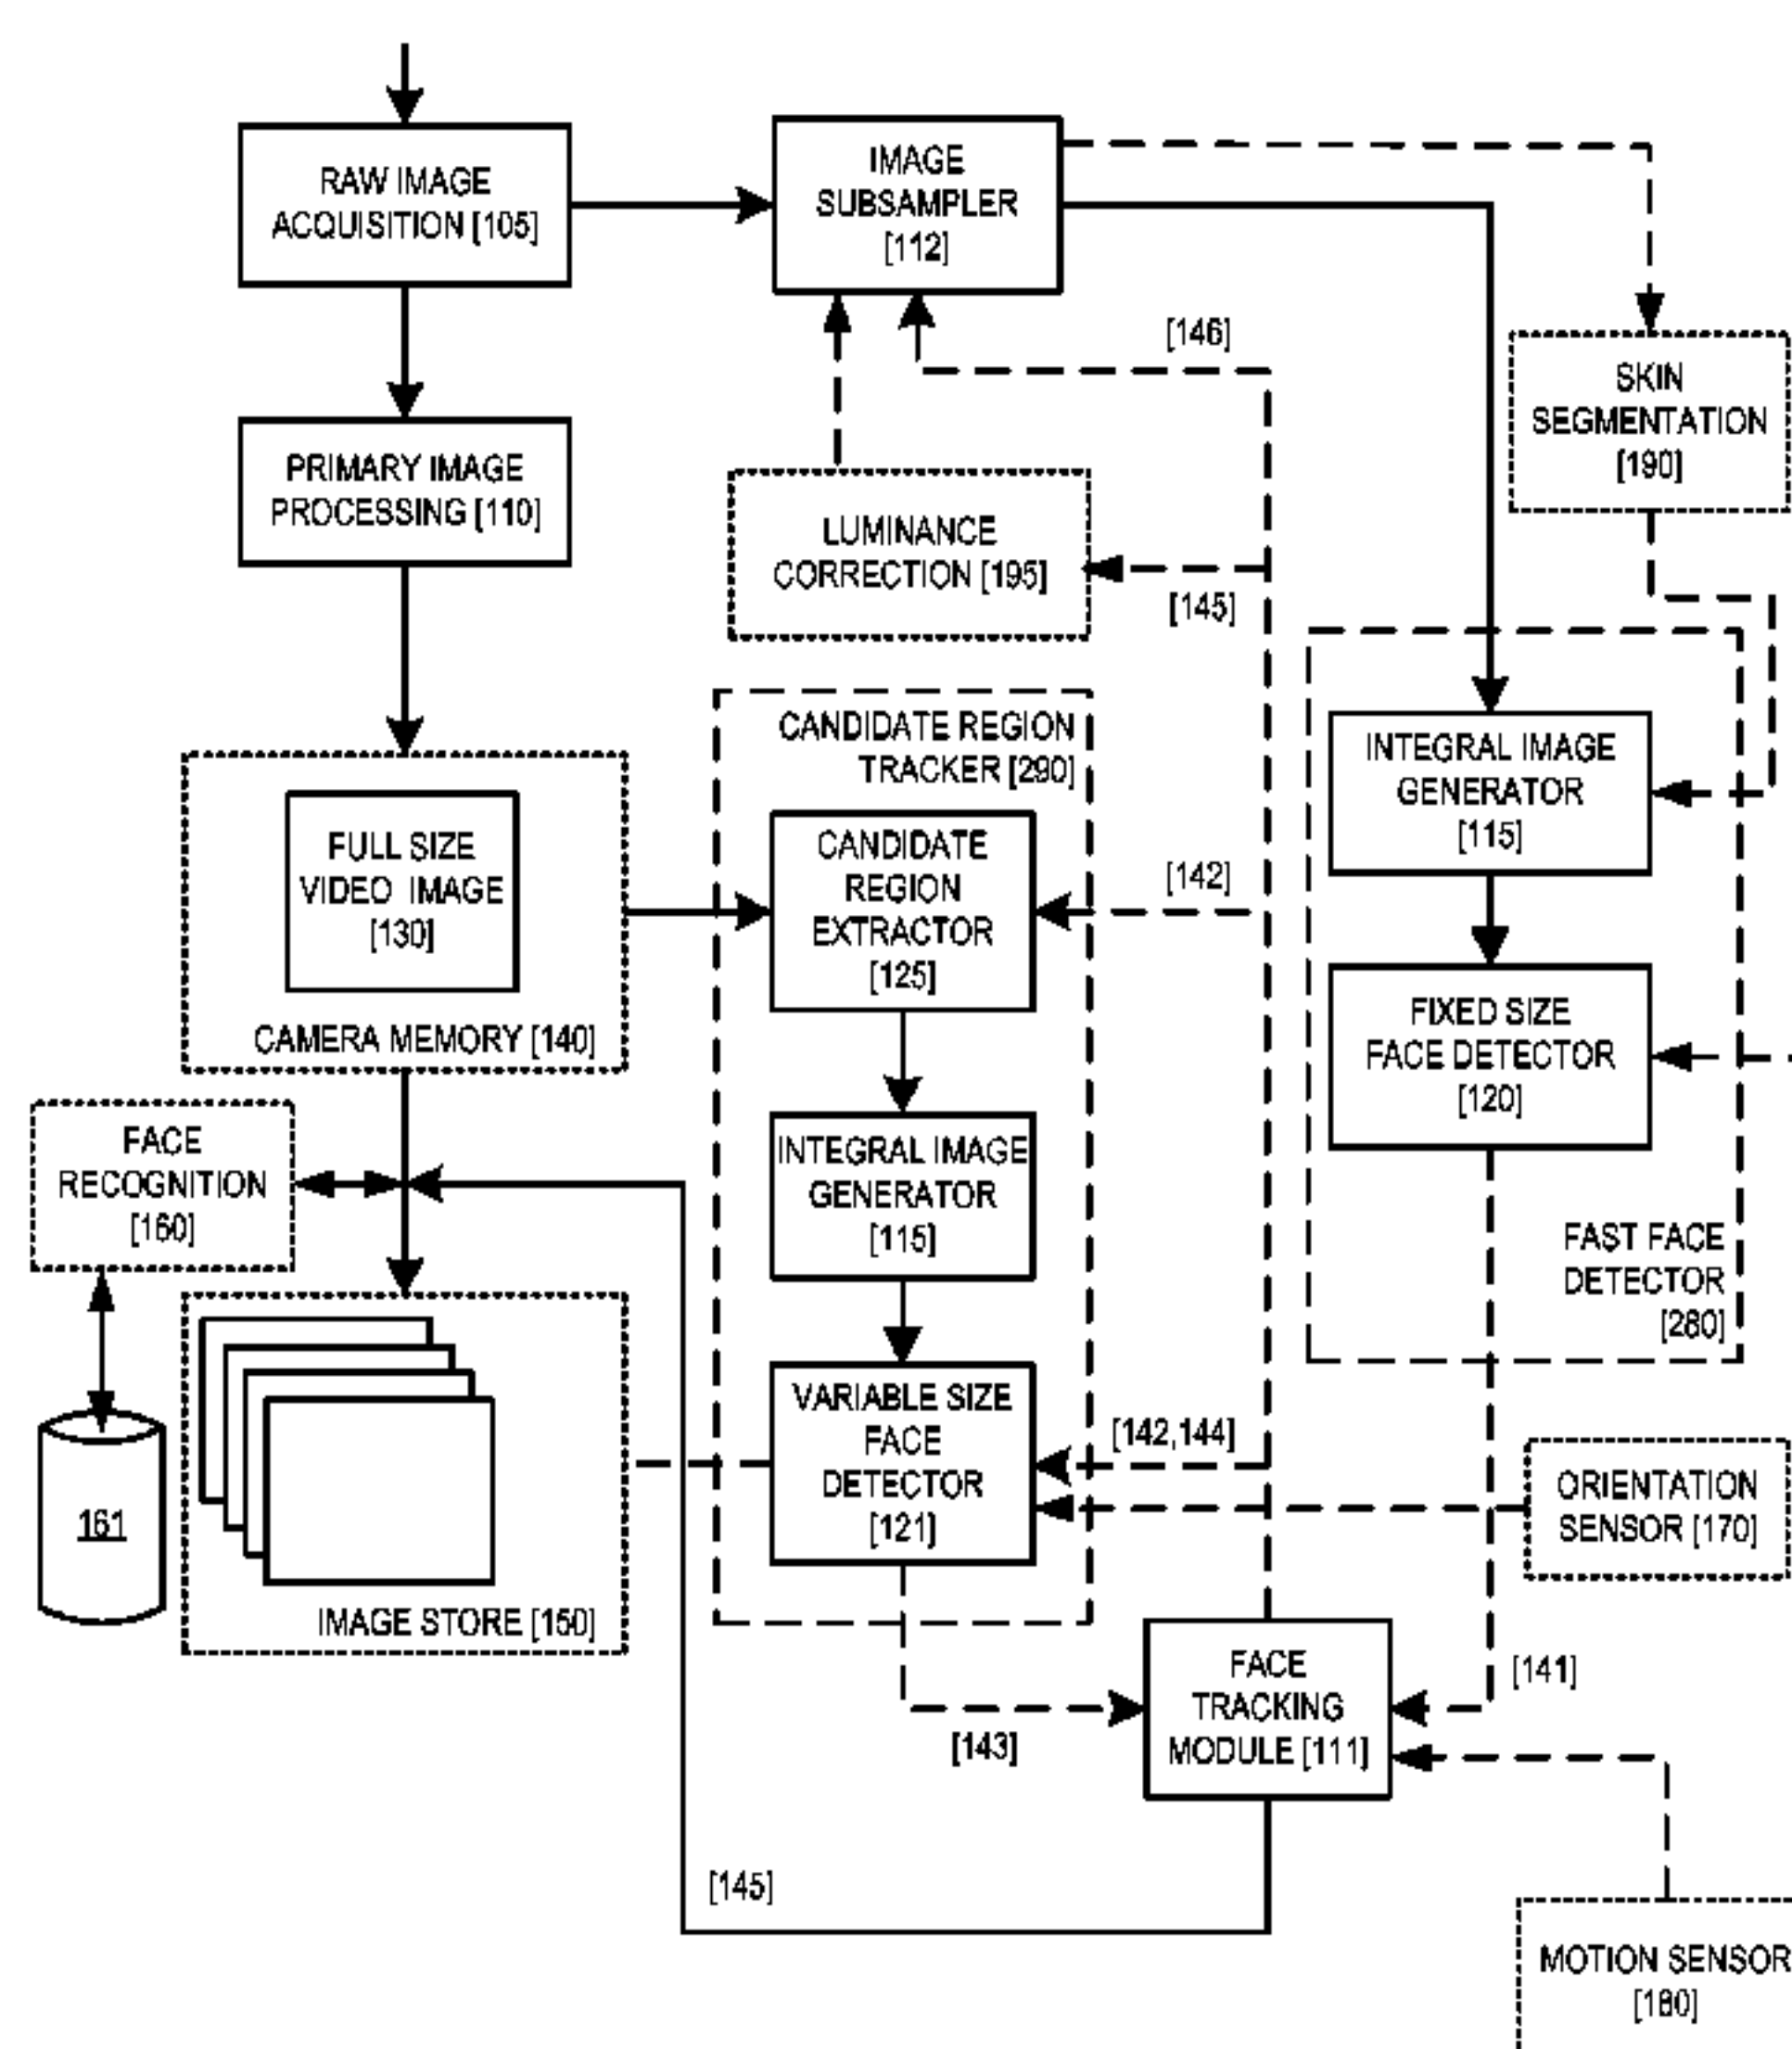 RAW IMAGE
ACQUISITION [105]
IMAGE
SUBSAMPLER
[112]
[146]
SKIN
SEGMENTATION
[190]
PRIMARY IMAGE
PROCESSING [110]
LUMINANCE
CORRECTION [195]
[145]
CANDIDATE REGION
TRACKER [290]
INTEGRAL IMAGE
GENERATOR
[115]
FULL SIZE
VIDEO IMAGE
[130]
CAMERA MEMORY [140]
CANDIDATE
REGION
EXTRACTOR
[125]
[142]
FIXED SIZE
FACE DETECTOR
[120]
FACE
RECOGNITION
[160]
INTEGRAL IMAGE
GENERATOR
[115]
FAST FACE
DETECTOR
[280]
161
IMAGE STORE [150]
VARIABLE SIZE
FACE
DETECTOR
[121]
[142,144]
ORIENTATION
SENSOR [170]
[143]
FACE
TRACKING
MODULE [111]
[141]
[145]
MOTION SENSOR
[180]